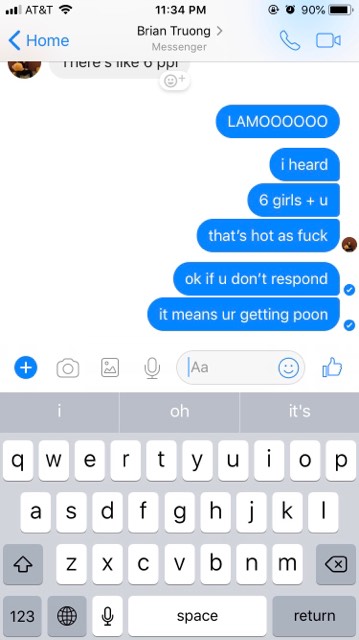 AT&T 11:34 PM 90%
Home Brian Truong
Messenger
There's like 6 ppl
LAMOOOOOO
i heard
6 girls + u
that's hot as fuck
ok if u don't respond
it means ur getting poon
Aa
i oh it's
q w e r t y u i o p
a s d f g h j k l
z x c v b n m
123 space return